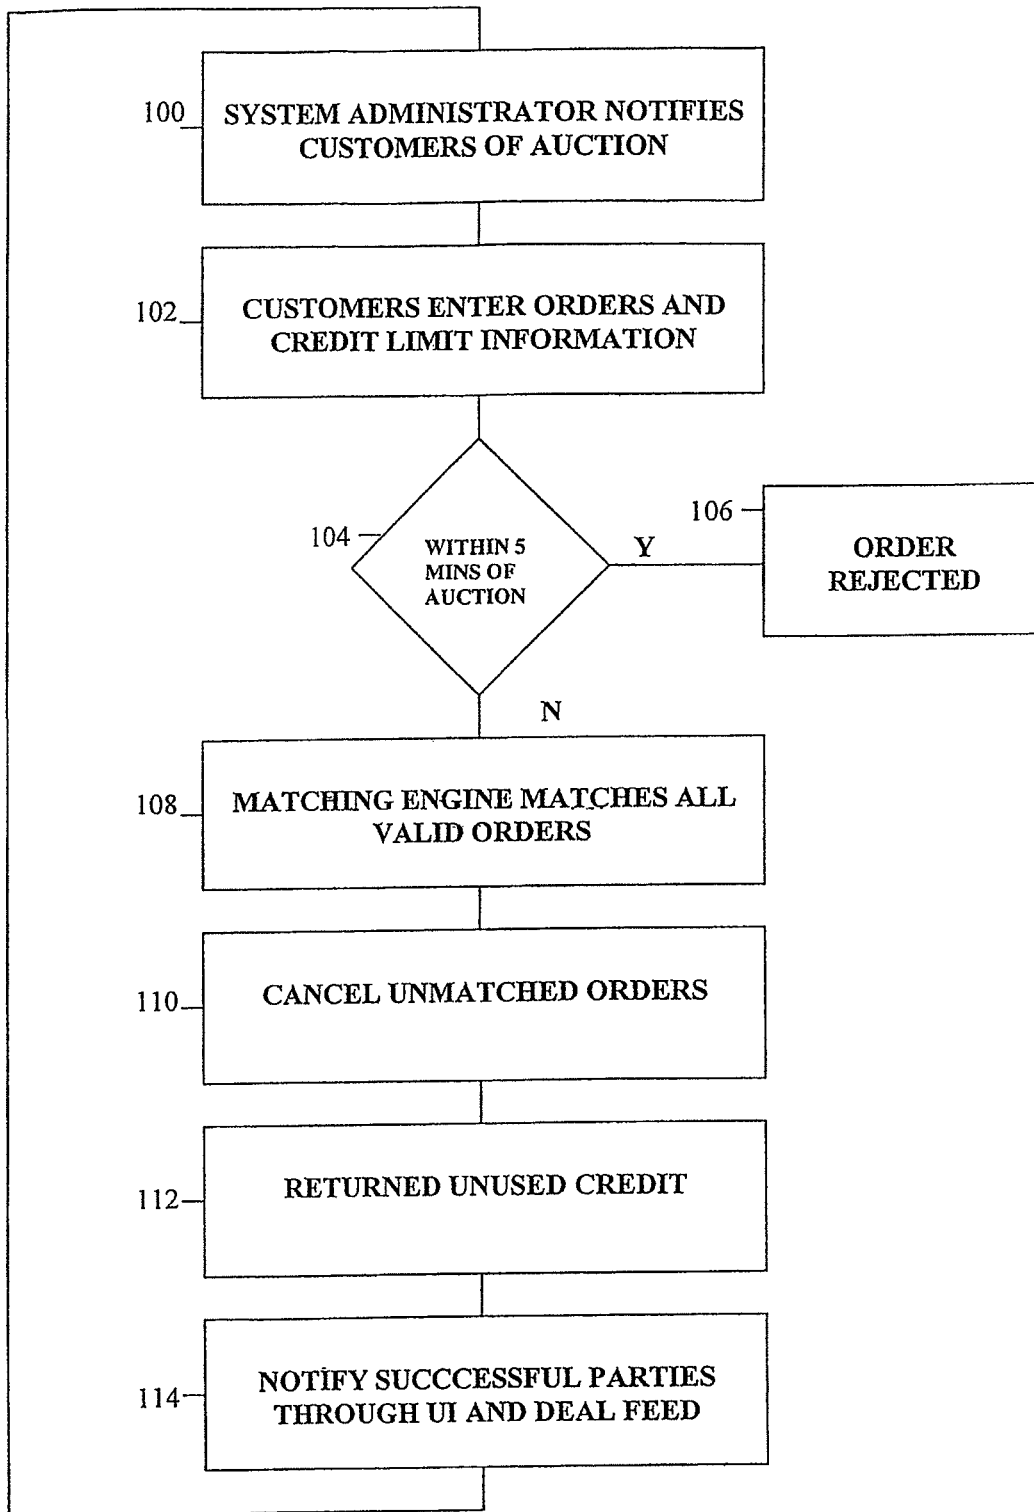 100
SYSTEM ADMINISTRATOR NOTIFIES
CUSTOMERS OF AUCTION
102
CUSTOMERS ENTER ORDERS AND
CREDIT LIMIT INFORMATION
104
WITHIN 5
MINS OF
AUCTION
Y
106
ORDER
REJECTED
N
108
MATCHING ENGINE MATCHES ALL
VALID ORDERS
110
CANCEL UNMATCHED ORDERS
112
RETURNED UNUSED CREDIT
114
NOTIFY SUCCCESSFUL PARTIES
THROUGH UI AND DEAL FEED